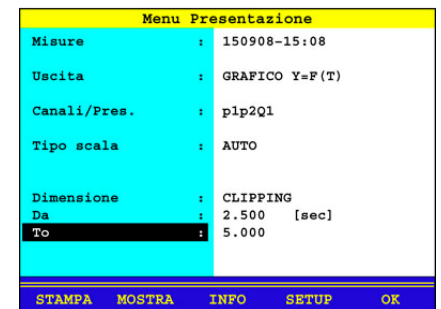 Menu Presentazione
Misure : 150908-15:08
Uscita : GRAFICO Y=F(T)
Canali/Pres. : p1p2Q1
Tipo scala : AUTO
Dimensione : CLIPPING
Da : 2.500 [sec]
To : 5.000
STAMPA MOSTRA INFO SETUP OK